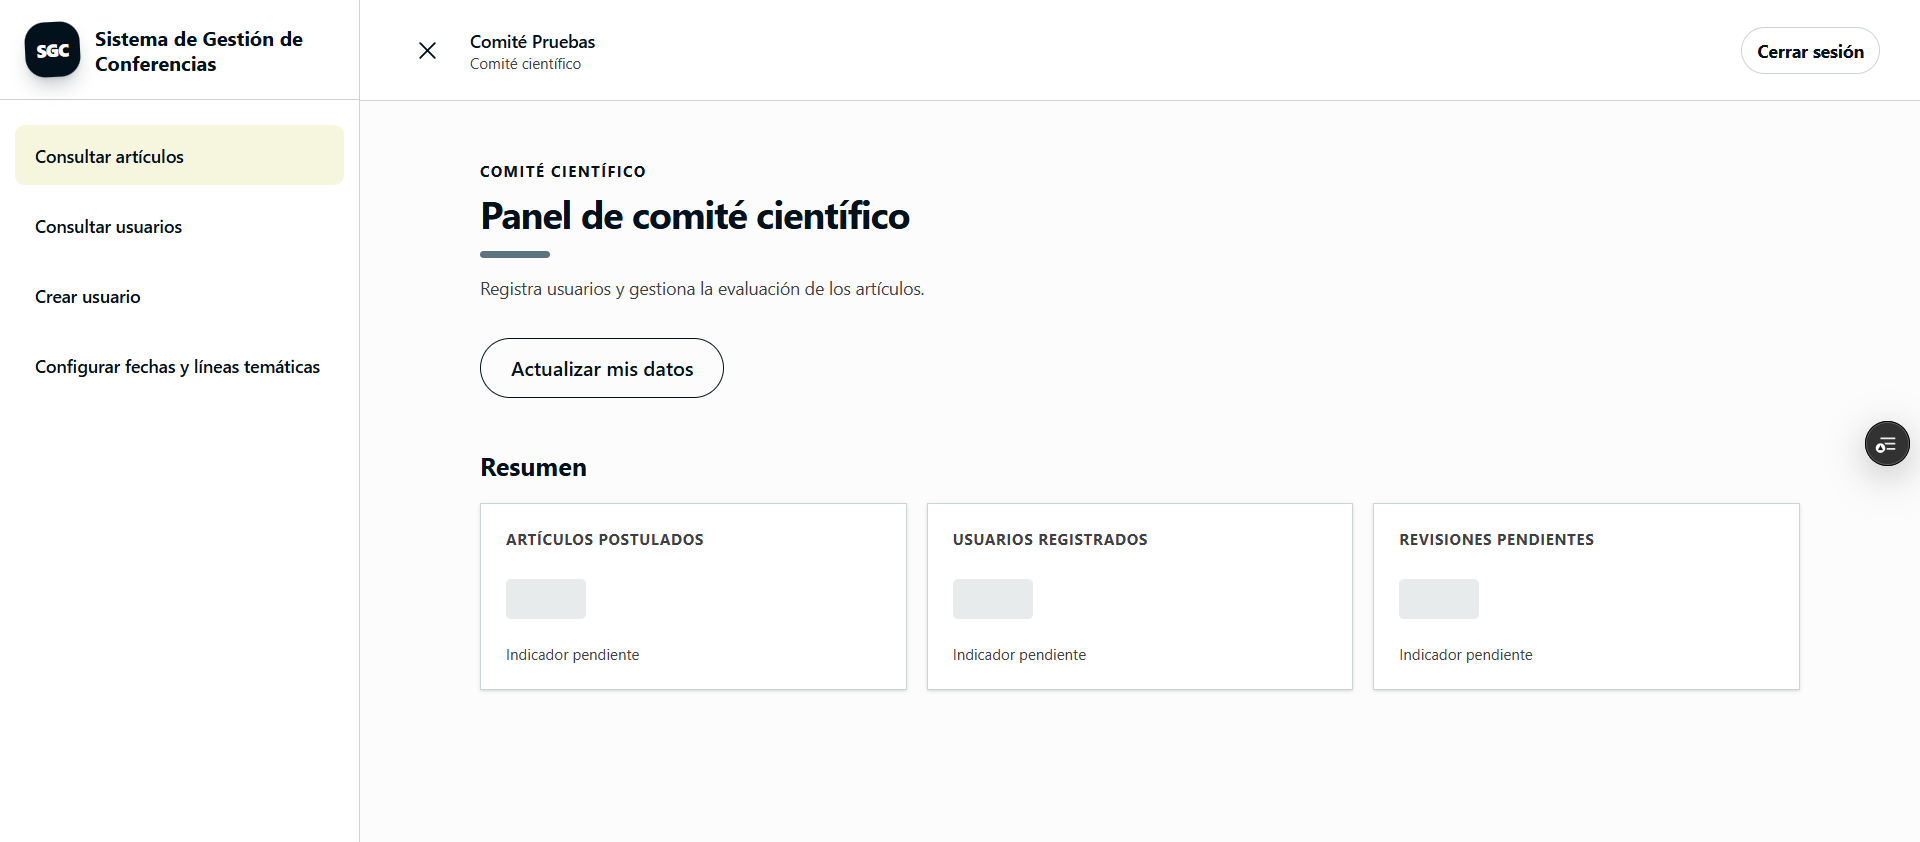 SGC
Sistema de Gestión de
Conferencias
Comité Pruebas
Comité científico
Cerrar sesión
Consultar artículos
Consultar usuarios
Crear usuario
Configurar fechas y líneas temáticas
COMITÉ CIENTÍFICO
Panel de comité científico
Registra usuarios y gestiona la evaluación de los artículos.
Actualizar mis datos
Resumen
ARTÍCULOS POSTULADOS
Indicador pendiente
USUARIOS REGISTRADOS
Indicador pendiente
REVISIONES PENDIENTES
Indicador pendiente